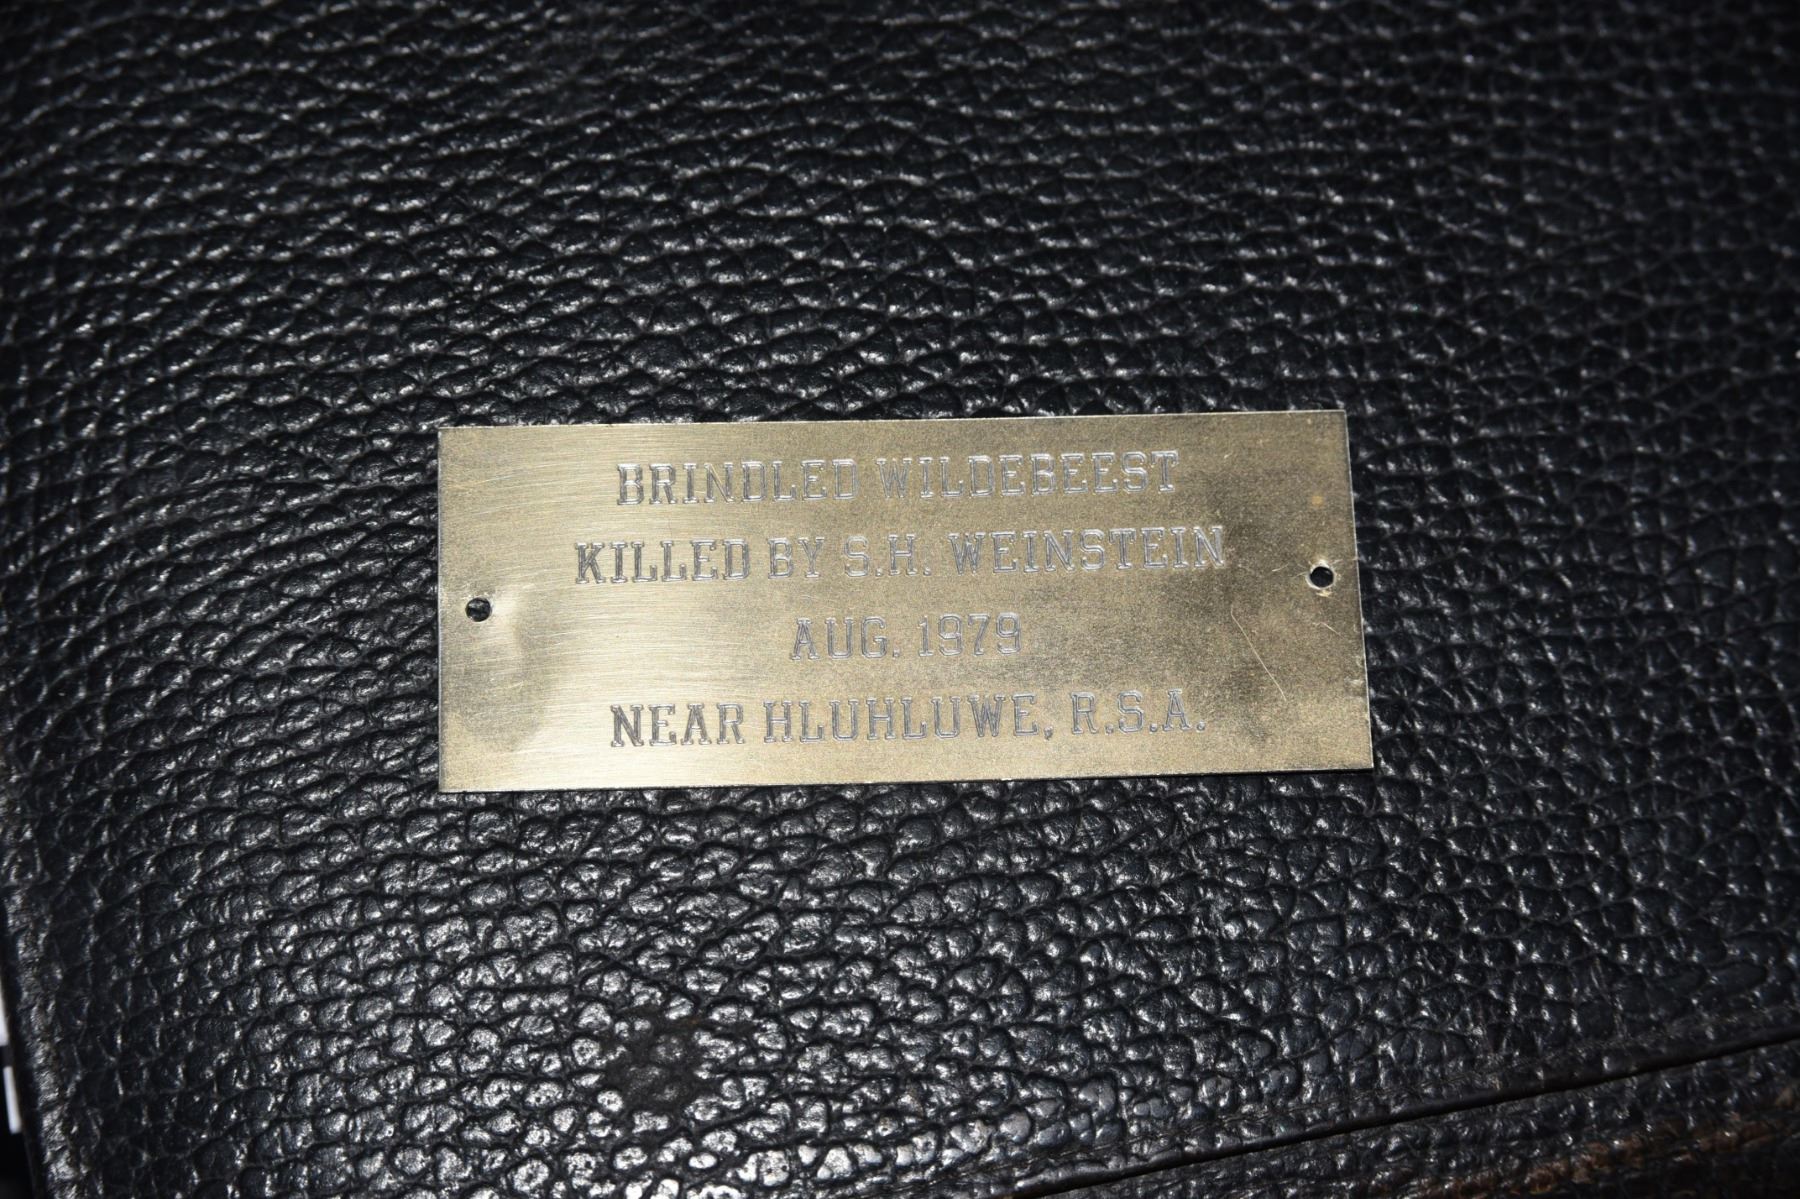 BRINDLED WILDEBEEST
KILLED BY S.H. WEINSTEIN
AUG. 1979
NEAR HLUHLUWE, R.S.A.